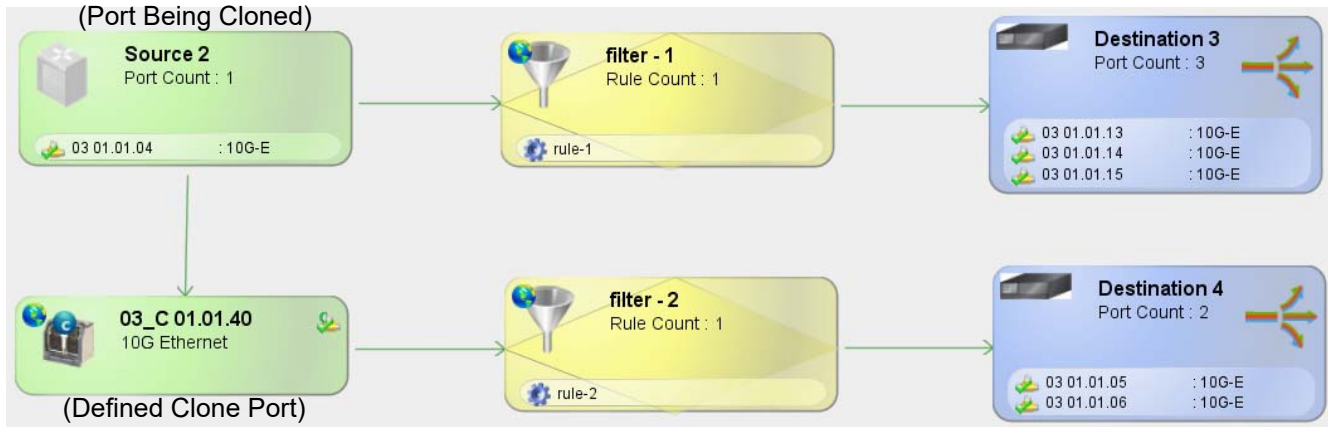 (Port Being Cloned)
Source 2
Port Count : 1
03 01.01.04 : 10G-E
filter - 1
Rule Count : 1
rule-1
Destination 3
Port Count : 3
03 01.01.13 : 10G-E
03 01.01.14 : 10G-E
03 01.01.15 : 10G-E
C
03_C 01.01.40
10G Ethernet
C
(Defined Clone Port)
filter - 2
Rule Count : 1
rule-2
Destination 4
Port Count : 2
03 01.01.05 : 10G-E
03 01.01.06 : 10G-E